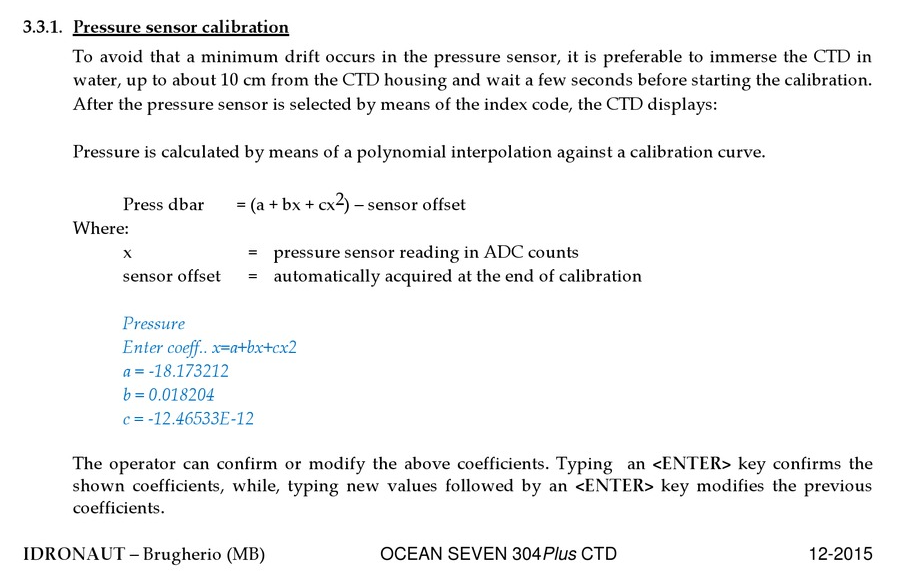 3.3.1. Pressure sensor calibration
To avoid that a minimum drift occurs in the pressure sensor, it is preferable to immerse the CTD in
water, up to about 10 cm from the CTD housing and wait a few seconds before starting the calibration.
After the pressure sensor is selected by means of the index code, the CTD displays:
Pressure is calculated by means of a polynomial interpolation against a calibration curve.
Press dbar = (a + bx + cx2) – sensor offset
Where:
x = pressure sensor reading in ADC counts
sensor offset = automatically acquired at the end of calibration
Pressure
Enter coeff.. x=a+bx+cx2
a = -18.173212
b = 0.018204
c = -12.46533E-12
The operator can confirm or modify the above coefficients. Typing an <ENTER> key confirms the
shown coefficients, while, typing new values followed by an <ENTER> key modifies the previous
coefficients.
IDRONAUT – Brugherio (MB) OCEAN SEVEN 304Plus CTD 12-2015